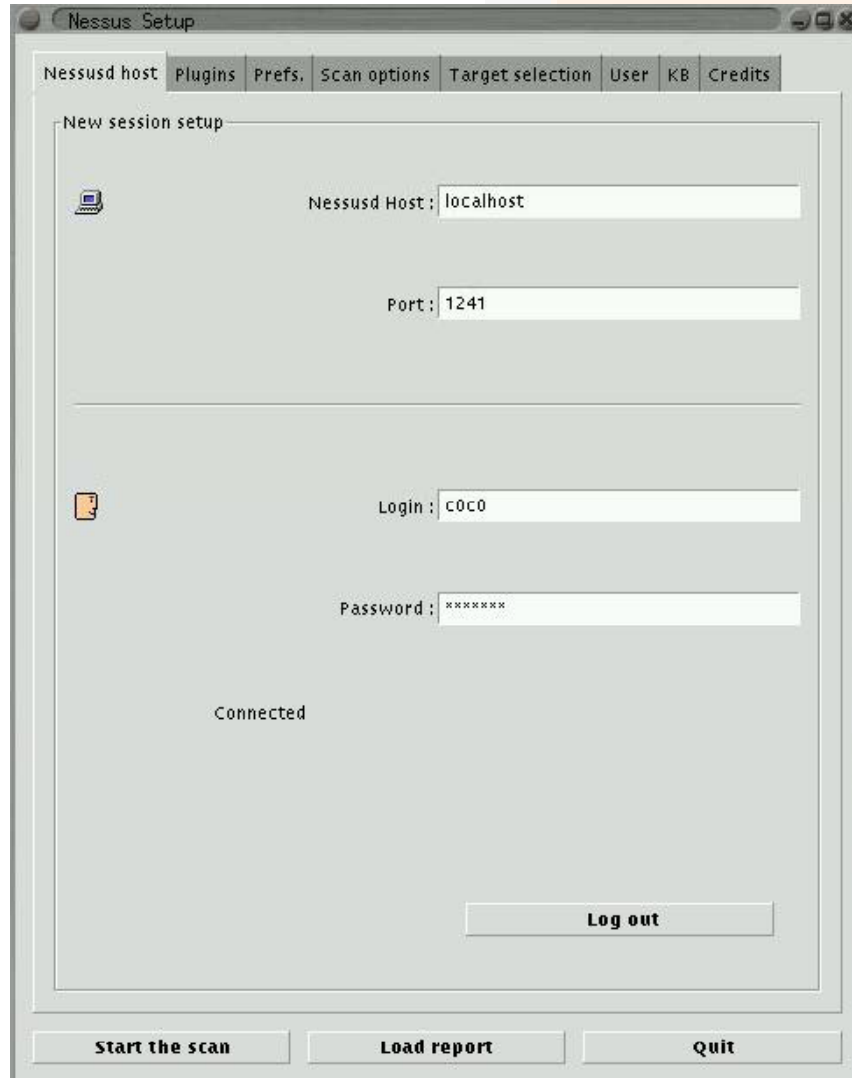 Nessus Setup
Nessusd host Plugins Prefs. Scan options Target selection User KB Credits
New session setup
Nessusd Host : localhost
Port : 1241
Login : c0c0
Password : *******
Connected
Log out
Start the scan Load report Quit